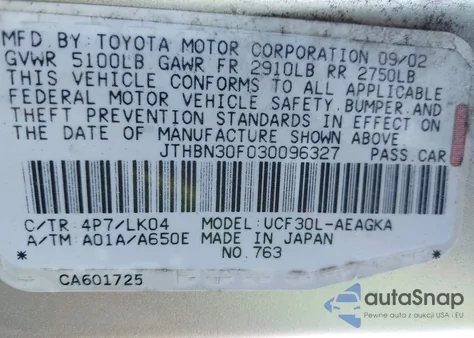 MFD.BY: TOYOTA MOTOR CORPORATION 09/02
GVWR 5100LB GAWR FR 2910LB RR 2750LB
THIS VEHICLE CONFORMS TO ALL APPLICABLE
FEDERAL MOTOR VEHICLE SAFETY.BUMPER.AND
THEFT PREVENTION STANDARDS IN EFFECT ON
THE DATE OF MANUFACTURE SHOWN ABOVE.
JTHBN30F030096327 PASS.CAR
C/TR: 4P7/LK04 MODEL: UCF30L-AEAGKA
A/TM: A01A/A650E MADE IN JAPAN
* NO.763 *
CA601725
autoSnap
Pewne auto z aukcji USA i EU